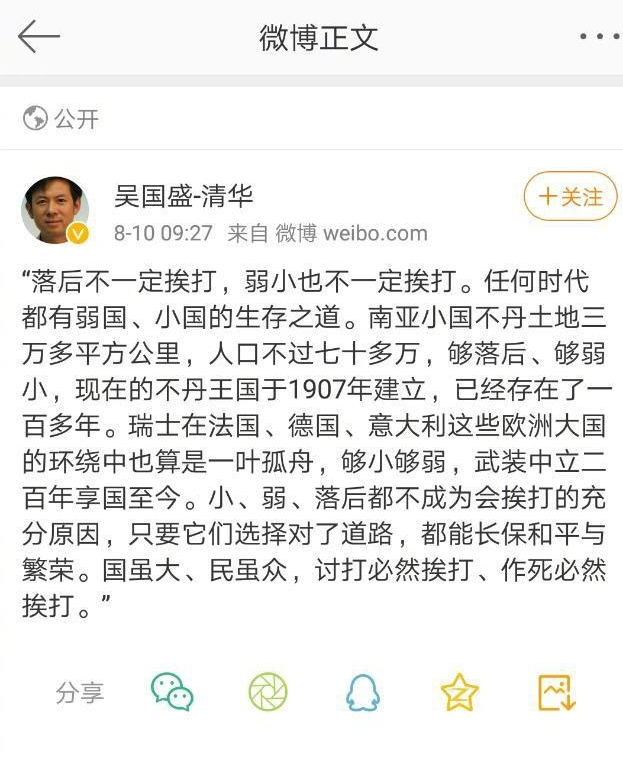 微博正文
公开
吴国盛-清华
+关注
8-10 09:27 来自 微博 weibo.com
“落后不一定挨打，弱小也不一定挨打。任何时代
都有弱国、小国的生存之道。南亚小国不丹土地三
万多平方公里，人口不过七十多万，够落后、够弱
小，现在的不丹王国于1907年建立，已经存在了一
百多年。瑞士在法国、德国、意大利这些欧洲大国
的环绕中也算是一叶孤舟，够小够弱，武装中立二
百年享国至今。小、弱、落后都不成为会挨打的充
分原因，只要它们选择对了道路，都能长保和平与
繁荣。国虽大、民虽众，讨打必然挨打、作死必然
挨打。”
分享